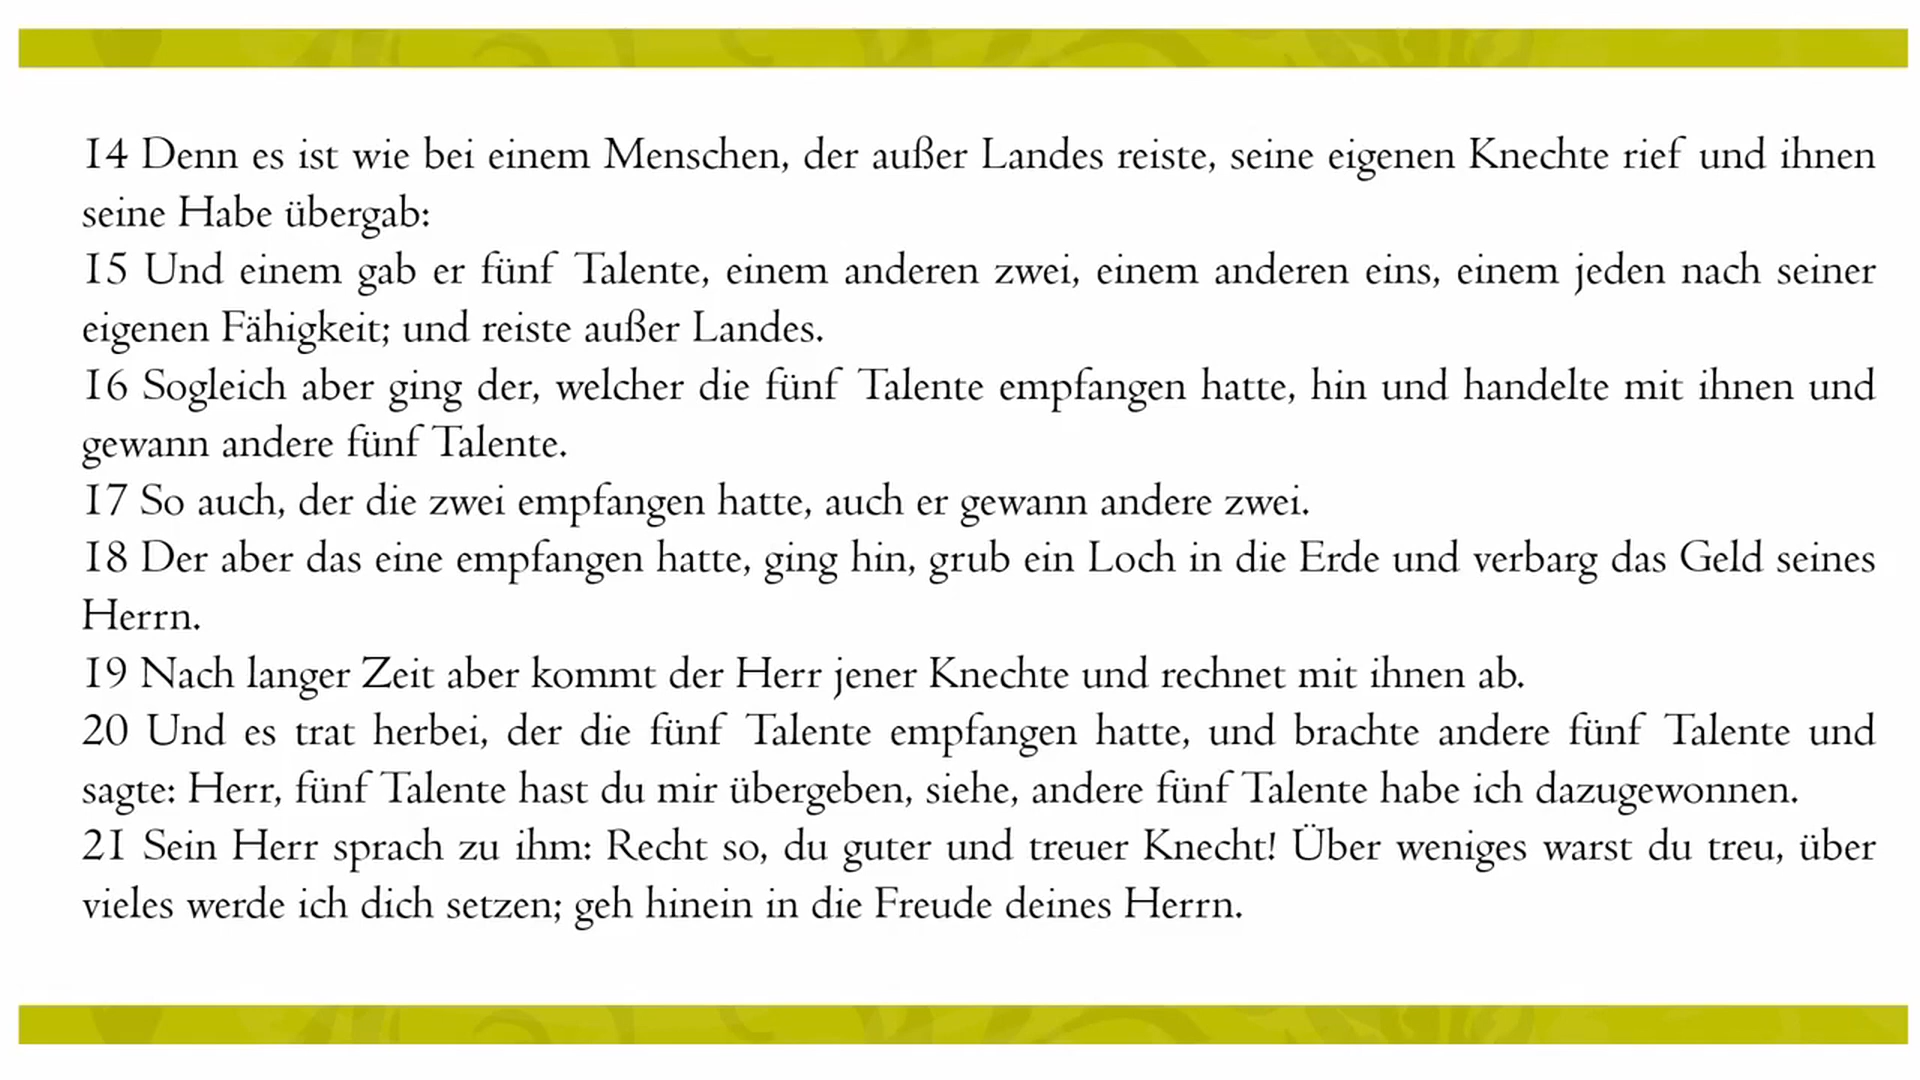 14 Denn es ist wie bei einem Menschen, der außer Landes reiste, seine eigenen Knechte rief und ihnen
seine Habe übergab:
15 Und einem gab er fünf Talente, einem anderen zwei, einem anderen eins, einem jeden nach seiner
eigenen Fähigkeit; und reiste außer Landes.
16 Sogleich aber ging der, welcher die fünf Talente empfangen hatte, hin und handelte mit ihnen und
gewann andere fünf Talente.
17 So auch, der die zwei empfangen hatte, auch er gewann andere zwei.
18 Der aber das eine empfangen hatte, ging hin, grub ein Loch in die Erde und verbarg das Geld seines
Herrn.
19 Nach langer Zeit aber kommt der Herr jener Knechte und rechnet mit ihnen ab.
20 Und es trat herbei, der die fünf Talente empfangen hatte, und brachte andere fünf Talente und
sagte: Herr, fünf Talente hast du mir übergeben, siehe, andere fünf Talente habe ich dazugewonnen.
21 Sein Herr sprach zu ihm: Recht so, du guter und treuer Knecht! Über weniges warst du treu, über
vieles werde ich dich setzen; geh hinein in die Freude deines Herrn.